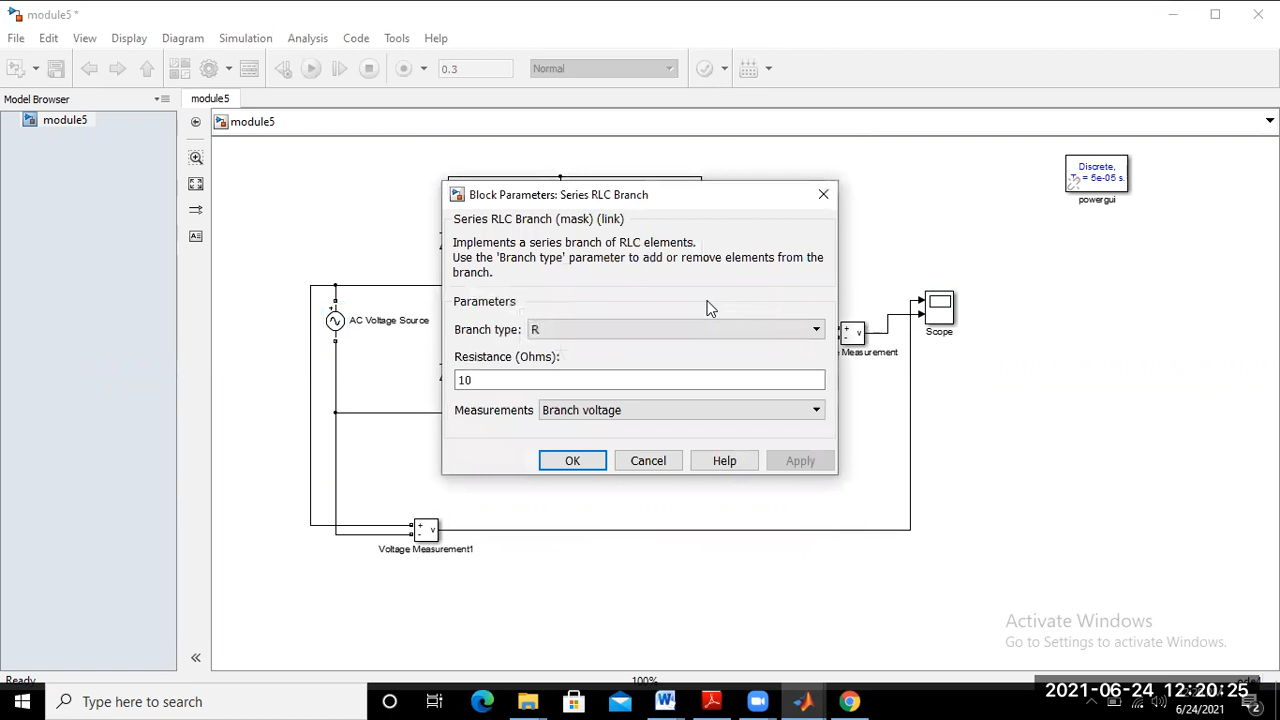 module5 *
File Edit View Display Diagram Simulation Analysis Code Tools Help
0.3 Normal
Model Browser module5
module5 module5
Discrete,
= 5e-05 s.
powergui
Block Parameters: Series RLC Branch
Series RLC Branch (mask) (link)
Implements a series branch of RLC elements.
Use the 'Branch type' parameter to add or remove elements from the
branch.
Parameters
Branch type: R
Resistance (Ohms):
10
Measurements Branch voltage
OK Cancel Help Apply
+
AC Voltage Source
+
- v
Measurement
Scope
+
- v
Voltage Measurement1
Activate Windows
Go to Settings to activate Windows.
Ready 100%
Type here to search
2021-06-24 12:20:25
6/24/2021
2